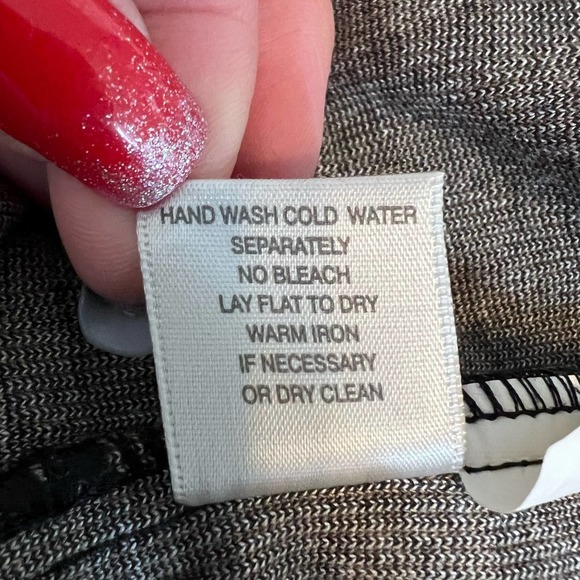 HAND WASH COLD WATER
SEPARATELY
NO BLEACH
LAY FLAT TO DRY
WARM IRON
IF NECESSARY
OR DRY CLEAN